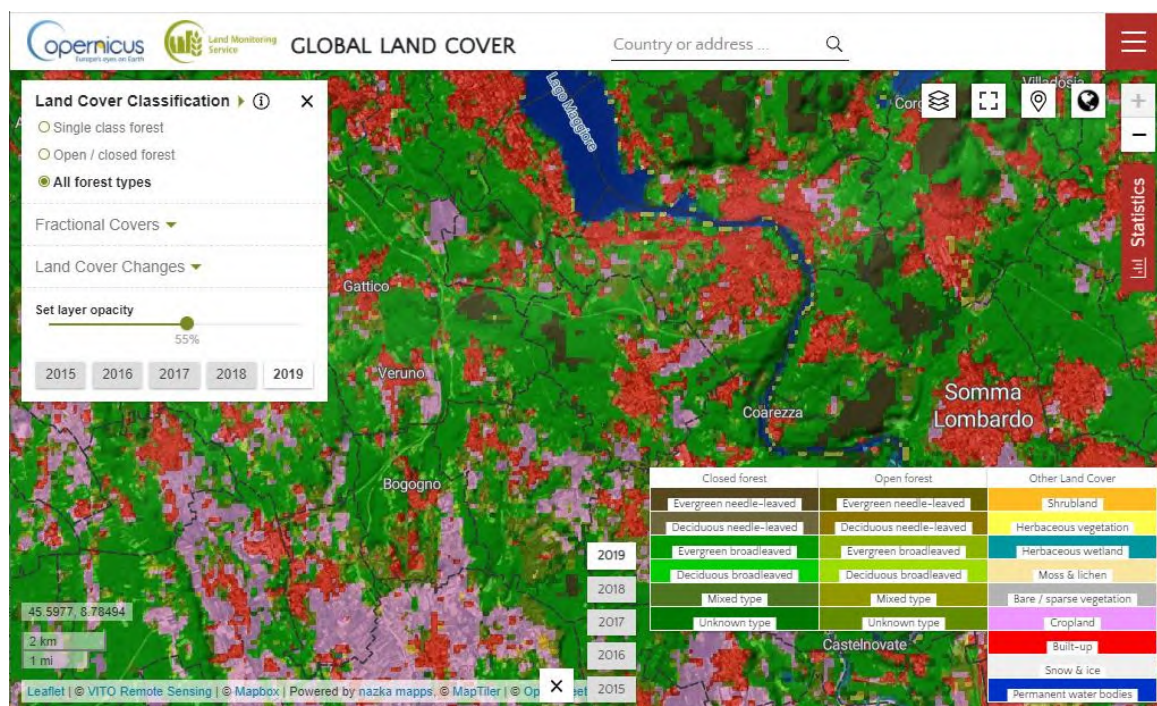 opernicus
Europe's eyes on Earth
Land Monitoring
Service
GLOBAL LAND COVER
Country or address ...
Land Cover Classification
Single class forest
Open / closed forest
All forest types
Fractional Covers
Land Cover Changes
Set layer opacity
55%
2015 2016 2017 2018 2019
Lago Maggiore
Villadosia
Statistics
Gattico
Veruno
Coarezza
Somma
Lombardo
Bogogno
Castelnovate
Closed forest Open forest Other Land Cover
Evergreen needle-leaved Evergreen needle-leaved Shrubland
Deciduous needle-leaved Deciduous needle-leaved Herbaceous vegetation
Evergreen broadleaved Evergreen broadleaved Herbaceous wetland
Deciduous broadleaved Deciduous broadleaved Moss & lichen
Mixed type Mixed type Bare / sparse vegetation
Unknown type Unknown type Cropland
Built-up
Snow & ice
Permanent water bodies
2019
2018
2017
2016
2015
45.5977, 8.78494
2 km
1 mi
Leaflet | © VITO Remote Sensing | © Mapbox | Powered by nazka mapps, © MapTiler | ©